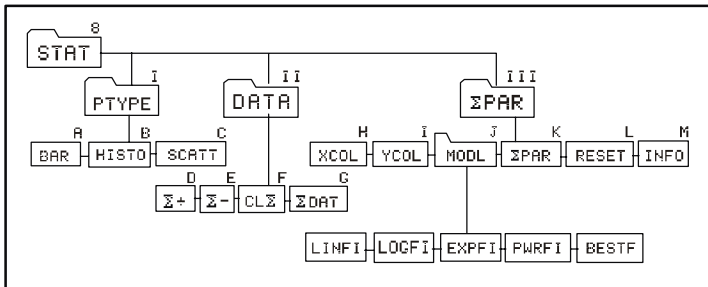 8
STAT
I II III
PTYPE DATA ΣPAR
A B C H I J K L M
BAR HISTO SCATT XCOL YCOL MODL ΣPAR RESET INFO
D E F G
Σ+ Σ- CLΣ ΣDAT
LINFI LOGFI EXPFI PWRFI BESTF